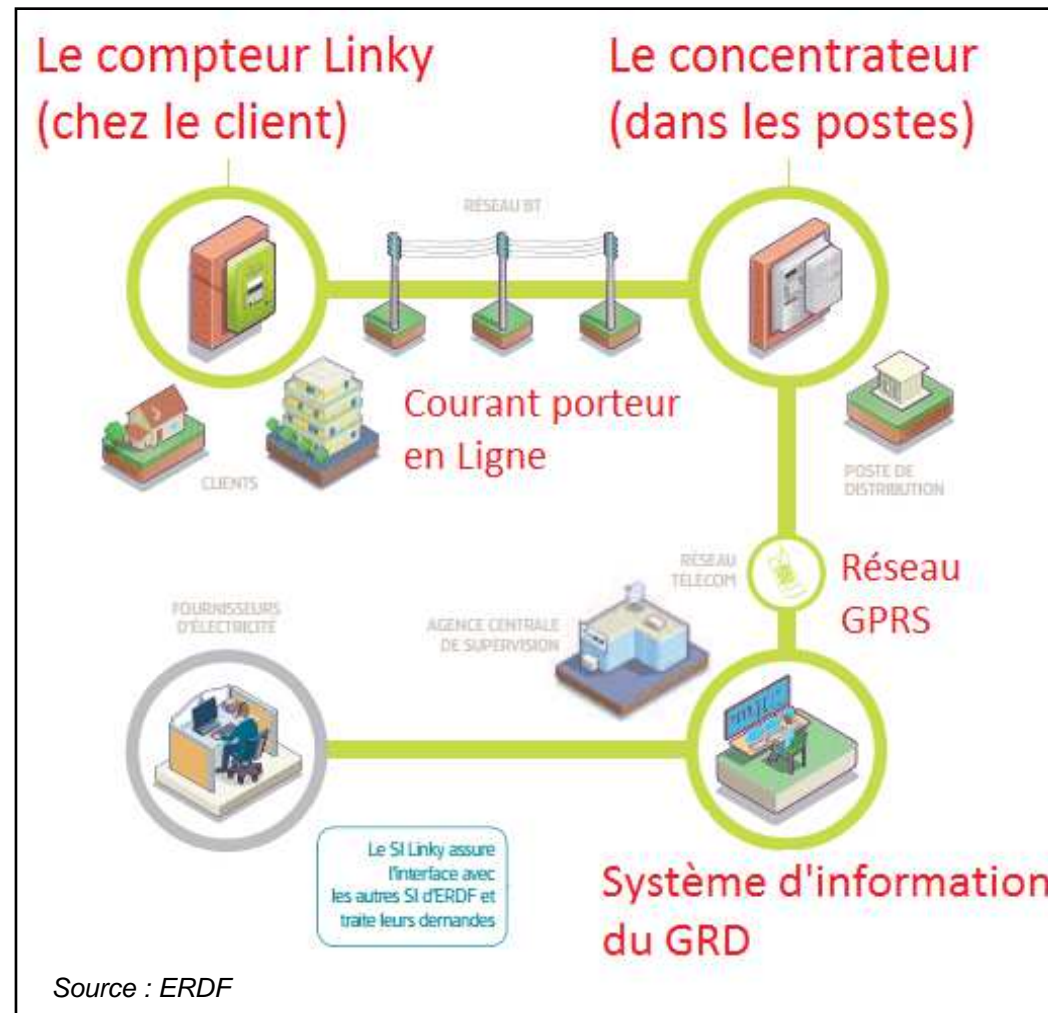 Le compteur Linky
(chez le client)
Le concentrateur
(dans les postes)
RÉSEAU BT
Courant porteur
en Ligne
CLIENTS
POSTE DE
DISTRIBUTION
RÉSEAU
TÉLECOM
Réseau
GPRS
FOURNISSEURS
D'ÉLECTRICITÉ
AGENCE CENTRALE
DE SUPERVISION
Le SI Linky assure
l'interface avec
les autres SI d'ERDF et
traite leurs demandes
Système d'information
du GRD
Source : ERDF